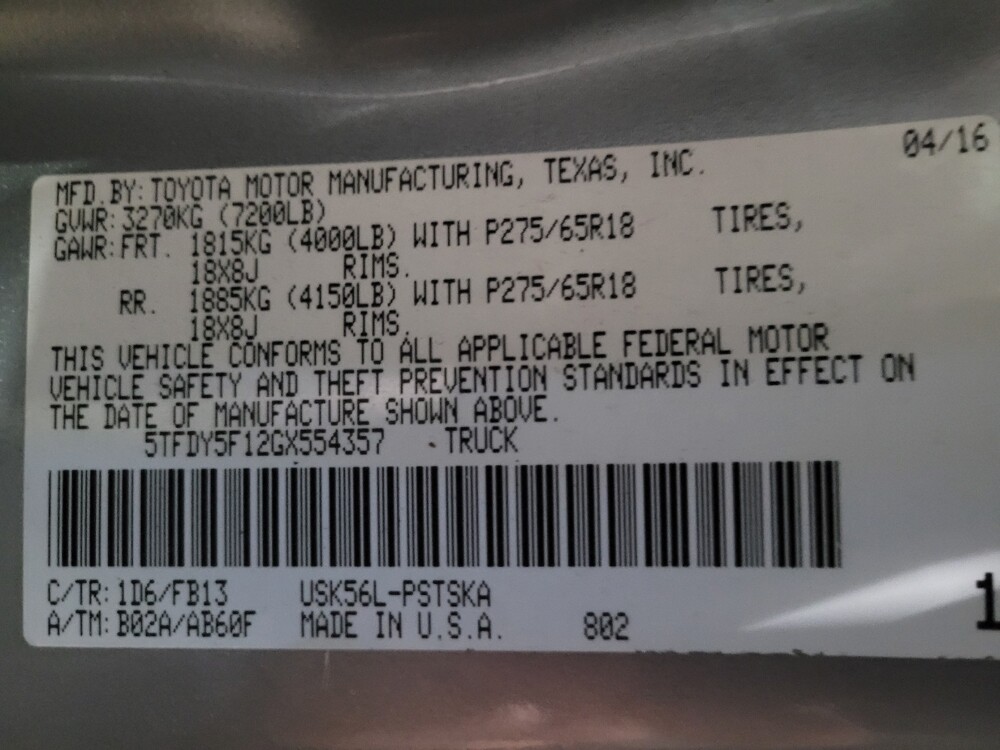 04/16
MFD.BY:TOYOTA MOTOR MANUFACTURING, TEXAS, INC.
GVWR:3270KG (7200LB)
GAWR:FRT. 1815KG (4000LB) WITH P275/65R18 TIRES,
18X8J RIMS.
RR. 1885KG (4150LB) WITH P275/65R18 TIRES,
18X8J RIMS.
THIS VEHICLE CONFORMS TO ALL APPLICABLE FEDERAL MOTOR
VEHICLE SAFETY AND THEFT PREVENTION STANDARDS IN EFFECT ON
THE DATE OF MANUFACTURE SHOWN ABOVE.
5TFDY5F12GX554357 TRUCK
C/TR:1D6/FB13 USK56L-PSTSKA
A/TM:B02A/AB60F MADE IN U.S.A. 802
1